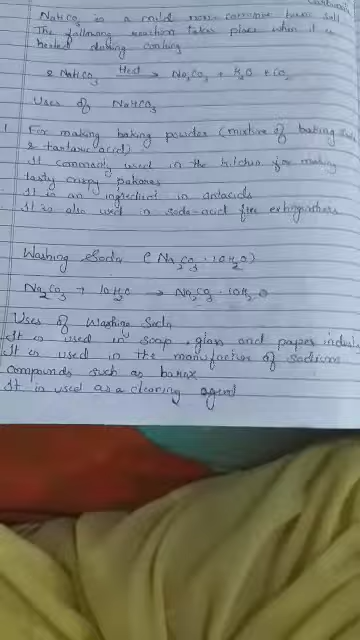 NaHCO3 is a mild non-corrosive basic salt
The following reaction takes place when it is
heated during cooking
2 NaHCO3 Heat → Na2CO3 + H2O + CO2
Uses of NaHCO3
1 For making baking powder (mixture of baking soda
& tartaric acid)
It commonly used in the kitchen for making
tasty crispy pakoras
It is an ingredient in antacids
It is also used in soda-acid fire extinguishers
Washing Soda (Na2CO3 · 10H2O)
Na2CO3 + 10H2O → Na2CO3 · 10H2O
Uses of Washing Soda
It is used in soap, glass and paper indus
It is used in the manufacture of sodium
compounds such as borax
It is used as a cleaning agent